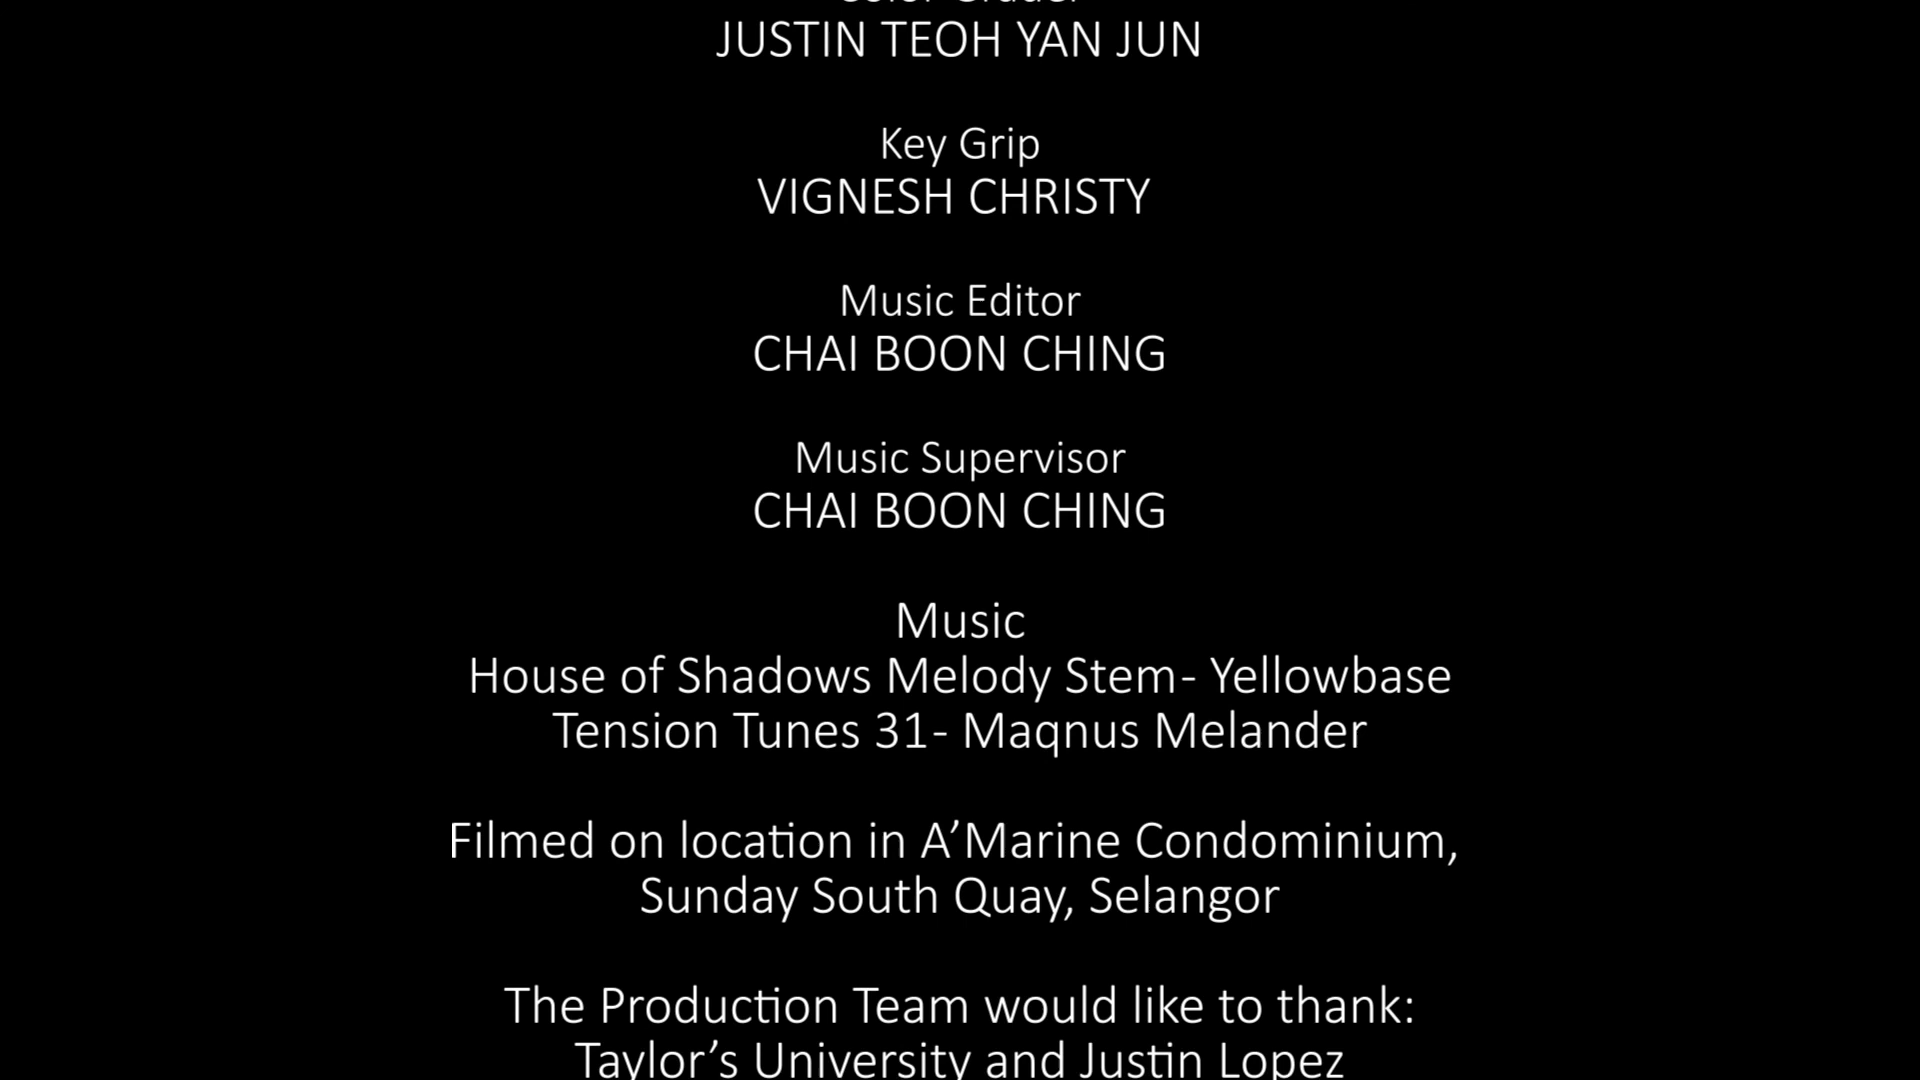 Color Grader
JUSTIN TEOH YAN JUN
Key Grip
VIGNESH CHRISTY
Music Editor
CHAI BOON CHING
Music Supervisor
CHAI BOON CHING
Music
House of Shadows Melody Stem- Yellowbase
Tension Tunes 31- Maqnus Melander
Filmed on location in A’Marine Condominium,
Sunday South Quay, Selangor
The Production Team would like to thank:
Taylor’s University and Justin Lopez